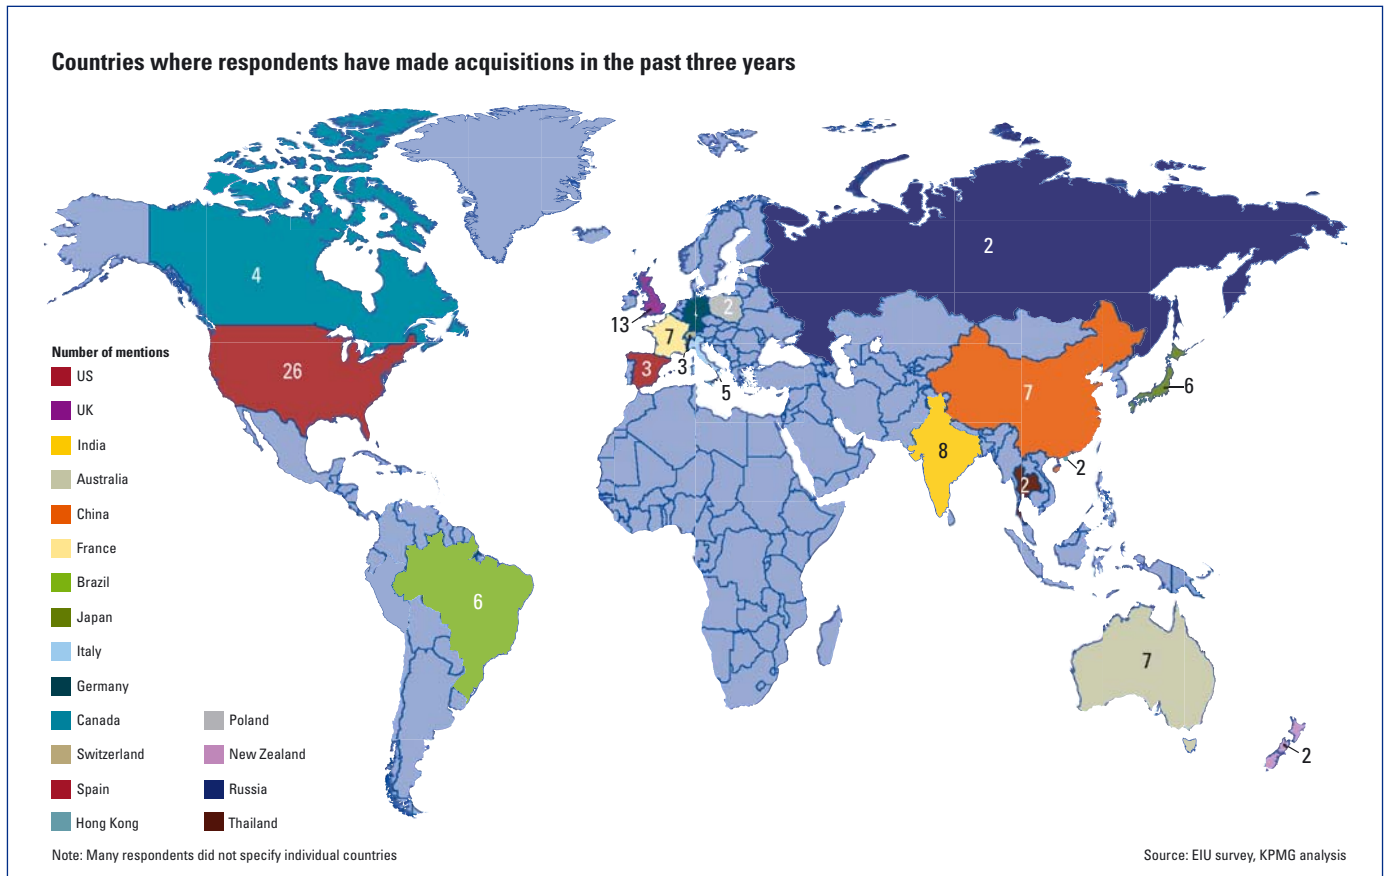 Countries where respondents have made acquisitions in the past three years
4
26
6
13
7
3
3
5
2
2
7
6
8
2
2
7
2
Number of mentions
US
UK
India
Australia
China
France
Brazil
Japan
Italy
Germany
Canada
Switzerland
Spain
Hong Kong
Poland
New Zealand
Russia
Thailand
Note: Many respondents did not specify individual countries
Source: EIU survey, KPMG analysis